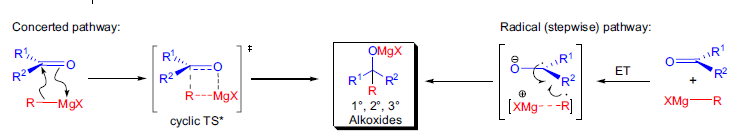 Concerted pathway:
R¹
R²
O
R
MgX
‡
R¹
R²
O
R
MgX
cyclic TS*
OMgX
R¹
R²
R
1°, 2°, 3°
Alkoxides
Radical (stepwise) pathway:
⊖
O
R¹
R²
⊕
[XMg---R]
ET
O
R¹
R²
+
XMg
R